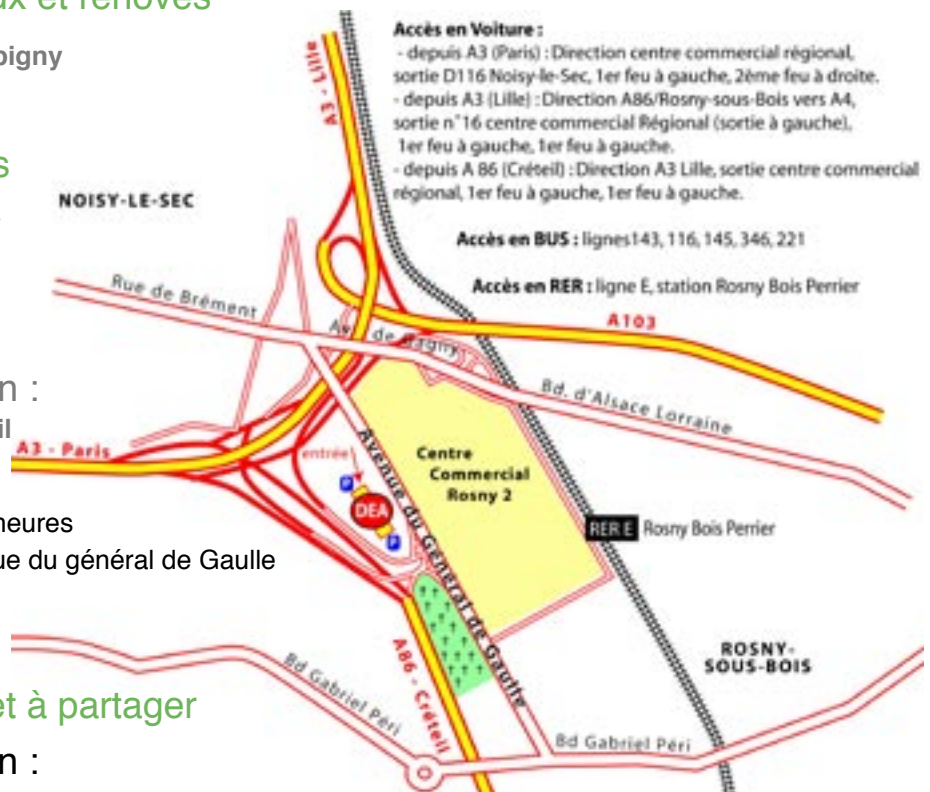 ux et rénovés
bigny
s
n :
il
heures
ue du général de Gaulle
et à partager
n :
Accès en Voiture :
- depuis A3 (Paris) : Direction centre commercial régional,
sortie D116 Noisy-le-Sec, 1er feu à gauche, 2ème feu à droite.
- depuis A3 (Lille) : Direction A86/Rosny-sous-Bois vers A4,
sortie n°16 centre commercial Régional (sortie à gauche),
1er feu à gauche, 1er feu à gauche.
- depuis A 86 (Créteil) : Direction A3 Lille, sortie centre commercial
régional, 1er feu à gauche, 1er feu à gauche.
Accès en BUS : lignes143, 116, 145, 346, 221
Accès en RER : ligne E, station Rosny Bois Perrier
A3 - Lille
NOISY-LE-SEC
Rue de Brément
Av. de Gagny
A103
Bd. d'Alsace Lorraine
A3 - Paris
entrée
P
DEA
P
Avenue du Général de Gaulle
Centre
Commercial
Rosny 2
RER E Rosny Bois Perrier
ROSNY-
SOUS-BOIS
A86 - Créteil
Bd Gabriel Péri
Bd Gabriel Péri